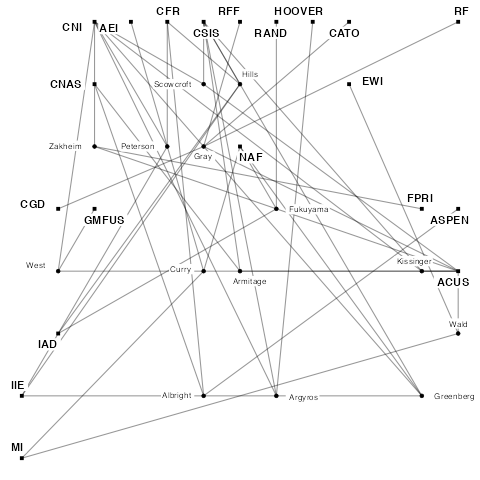 CFR RFF HOOVER RF
CNI AEI CSIS RAND CATO
Hills
CNAS Scowcroft EWI
Zakheim Peterson Gray NAF
CGD GMFUS Fukuyama FPRI ASPEN
West Curry Armitage Kissinger ACUS
Wald
IAD
IIE Albright Argyros Greenberg
MI